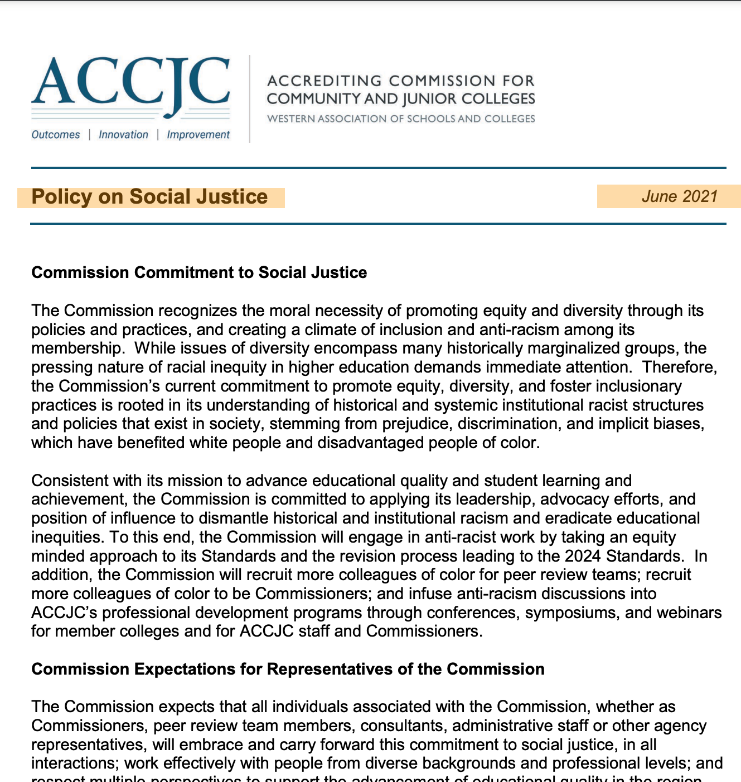 ACCJC
ACCREDITING COMMISSION FOR
COMMUNITY AND JUNIOR COLLEGES
WESTERN ASSOCIATION OF SCHOOLS AND COLLEGES
Outcomes | Innovation | Improvement
Policy on Social Justice June 2021
Commission Commitment to Social Justice
The Commission recognizes the moral necessity of promoting equity and diversity through its
policies and practices, and creating a climate of inclusion and anti-racism among its
membership.  While issues of diversity encompass many historically marginalized groups, the
pressing nature of racial inequity in higher education demands immediate attention.  Therefore,
the Commission's current commitment to promote equity, diversity, and foster inclusionary
practices is rooted in its understanding of historical and systemic institutional racist structures
and policies that exist in society, stemming from prejudice, discrimination, and implicit biases,
which have benefited white people and disadvantaged people of color.
Consistent with its mission to advance educational quality and student learning and
achievement, the Commission is committed to applying its leadership, advocacy efforts, and
position of influence to dismantle historical and institutional racism and eradicate educational
inequities. To this end, the Commission will engage in anti-racist work by taking an equity
minded approach to its Standards and the revision process leading to the 2024 Standards.  In
addition, the Commission will recruit more colleagues of color for peer review teams; recruit
more colleagues of color to be Commissioners; and infuse anti-racism discussions into
ACCJC's professional development programs through conferences, symposiums, and webinars
for member colleges and for ACCJC staff and Commissioners.
Commission Expectations for Representatives of the Commission
The Commission expects that all individuals associated with the Commission, whether as
Commissioners, peer review team members, consultants, administrative staff or other agency
representatives, will embrace and carry forward this commitment to social justice, in all
interactions; work effectively with people from diverse backgrounds and professional levels; and
respect multiple perspectives to support the advancement of educational quality in the region